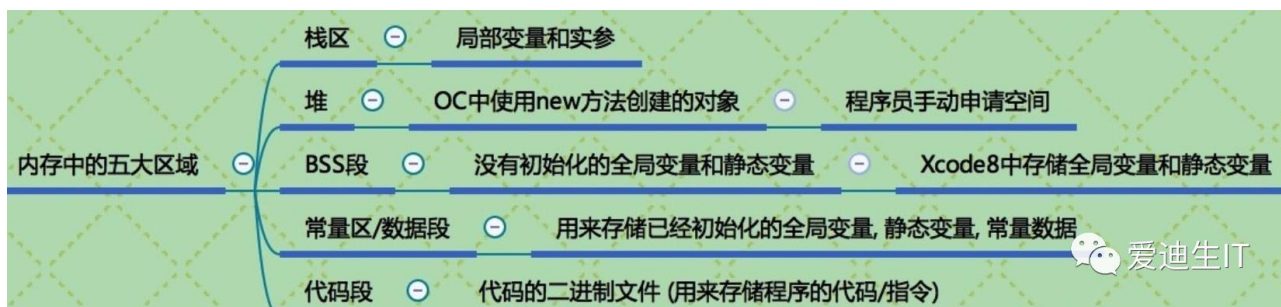 栈区 局部变量和实参
堆 OC中使用new方法创建的对象 程序员手动申请空间
内存中的五大区域 BSS段 没有初始化的全局变量和静态变量 Xcode8中存储全局变量和静态变量
常量区/数据段 用来存储已经初始化的全局变量, 静态变量, 常量数据
爱迪生IT
代码段 代码的二进制文件 (用来存储程序的代码/指令)